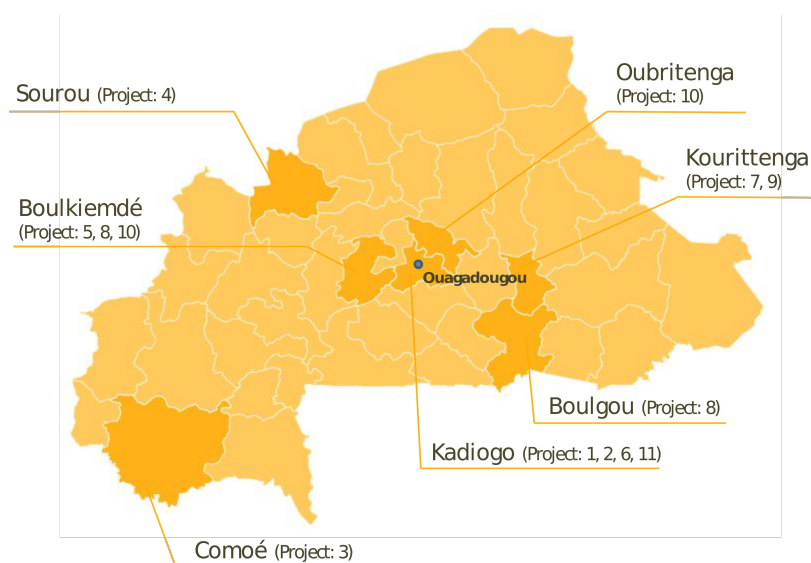 Oubritenga
(Project: 10)
Sourou (Project: 4)
Kourittenga
(Project: 7, 9)
Boulkiemdé
(Project: 5, 8, 10)
Ouagadougou
Boulgou (Project: 8)
Kadiogo (Project: 1, 2, 6, 11)
Comoé (Project: 3)